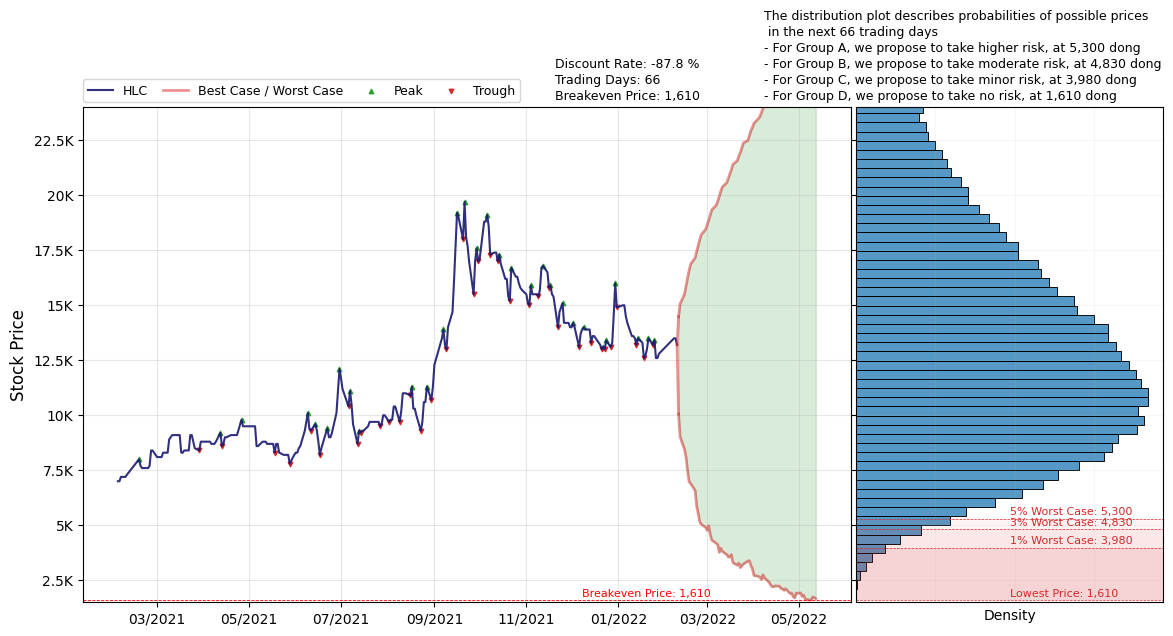 The distribution plot describes probabilities of possible prices
in the next 66 trading days
- For Group A, we propose to take higher risk, at 5,300 dong
- For Group B, we propose to take moderate risk, at 4,830 dong
- For Group C, we propose to take minor risk, at 3,980 dong
- For Group D, we propose to take no risk, at 1,610 dong
Discount Rate: -87.8 %
Trading Days: 66
Breakeven Price: 1,610
HLC
Best Case / Worst Case
Peak
Trough
Stock Price
22.5K
20K
17.5K
15K
12.5K
10K
7.5K
5K
2.5K
Breakeven Price: 1,610
03/2021
05/2021
07/2021
09/2021
11/2021
01/2022
03/2022
05/2022
5% Worst Case: 5,300
3% Worst Case: 4,830
1% Worst Case: 3,980
Lowest Price: 1,610
Density